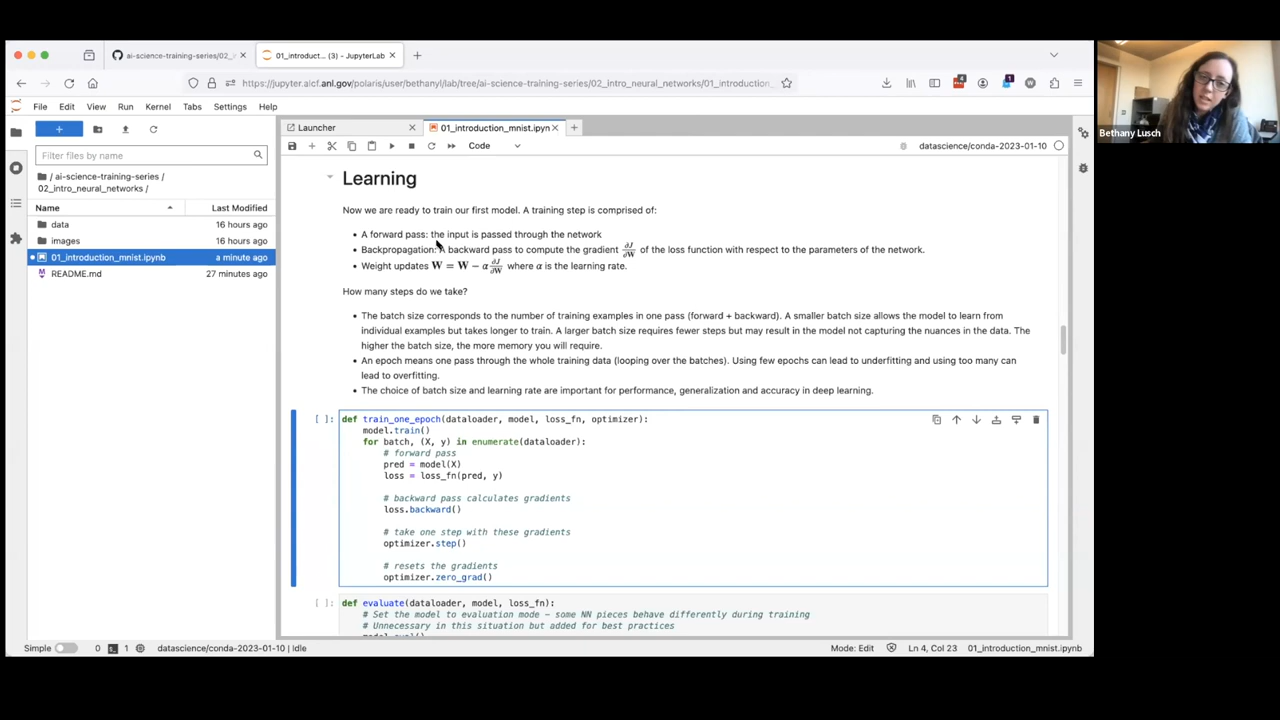 ai-science-training-series/02_i
01_introduct… (3) - JupyterLab
https://jupyter.alcf.anl.gov/polaris/user/bethanyl/lab/tree/ai-science-training-series/02_intro_neural_networks/01_introduction_
Bethany Lusch
File Edit View Run Kernel Tabs Settings Help
Launcher
01_introduction_mnist.ipyn
Code
datascience/conda-2023-01-10
Filter files by name
/ ai-science-training-series /
02_intro_neural_networks /
Name Last Modified
data 16 hours ago
images 16 hours ago
01_introduction_mnist.ipynb a minute ago
README.md 27 minutes ago
Learning
Now we are ready to train our first model. A training step is comprised of:
• A forward pass: the input is passed through the network
• Backpropagation: A backward pass to compute the gradient ∂J/∂W of the loss function with respect to the parameters of the network.
• Weight updates W = W − α ∂J/∂W where α is the learning rate.
How many steps do we take?
• The batch size corresponds to the number of training examples in one pass (forward + backward). A smaller batch size allows the model to learn from
individual examples but takes longer to train. A larger batch size requires fewer steps but may result in the model not capturing the nuances in the data. The
higher the batch size, the more memory you will require.
• An epoch means one pass through the whole training data (looping over the batches). Using few epochs can lead to underfitting and using too many can
lead to overfitting.
• The choice of batch size and learning rate are important for performance, generalization and accuracy in deep learning.
[ ]: def train_one_epoch(dataloader, model, loss_fn, optimizer):
model.train()
for batch, (X, y) in enumerate(dataloader):
# forward pass
pred = model(X)
loss = loss_fn(pred, y)
# backward pass calculates gradients
loss.backward()
# take one step with these gradients
optimizer.step()
# resets the gradients
optimizer.zero_grad()
[ ]: def evaluate(dataloader, model, loss_fn):
# Set the model to evaluation mode – some NN pieces behave differently during training
# Unnecessary in this situation but added for best practices
Simple 0 1 datascience/conda-2023-01-10 | Idle Mode: Edit Ln 4, Col 23 01_introduction_mnist.ipynb